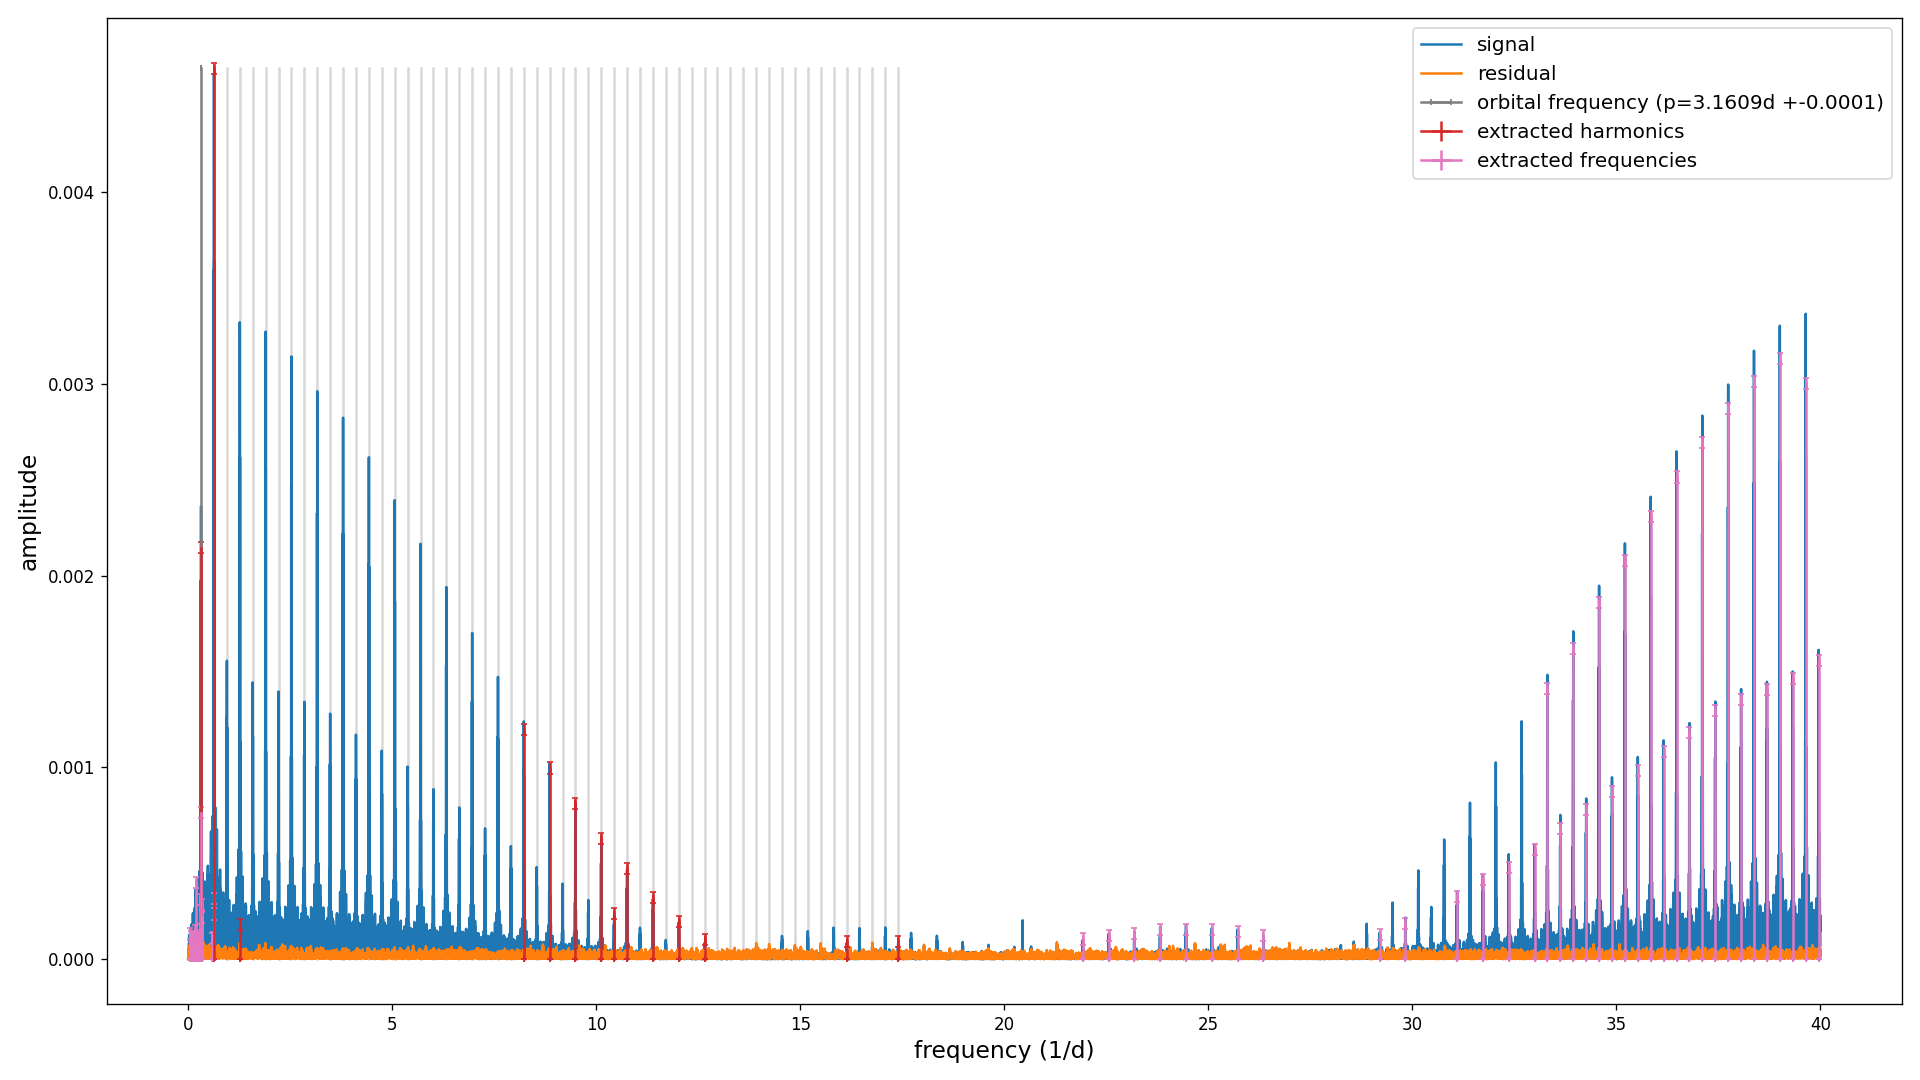 signal
residual
orbital frequency (p=3.1609d +-0.0001)
extracted harmonics
extracted frequencies
amplitude
0.004
0.003
0.002
0.001
0.000
0 5 10 15 20 25 30 35 40
frequency (1/d)